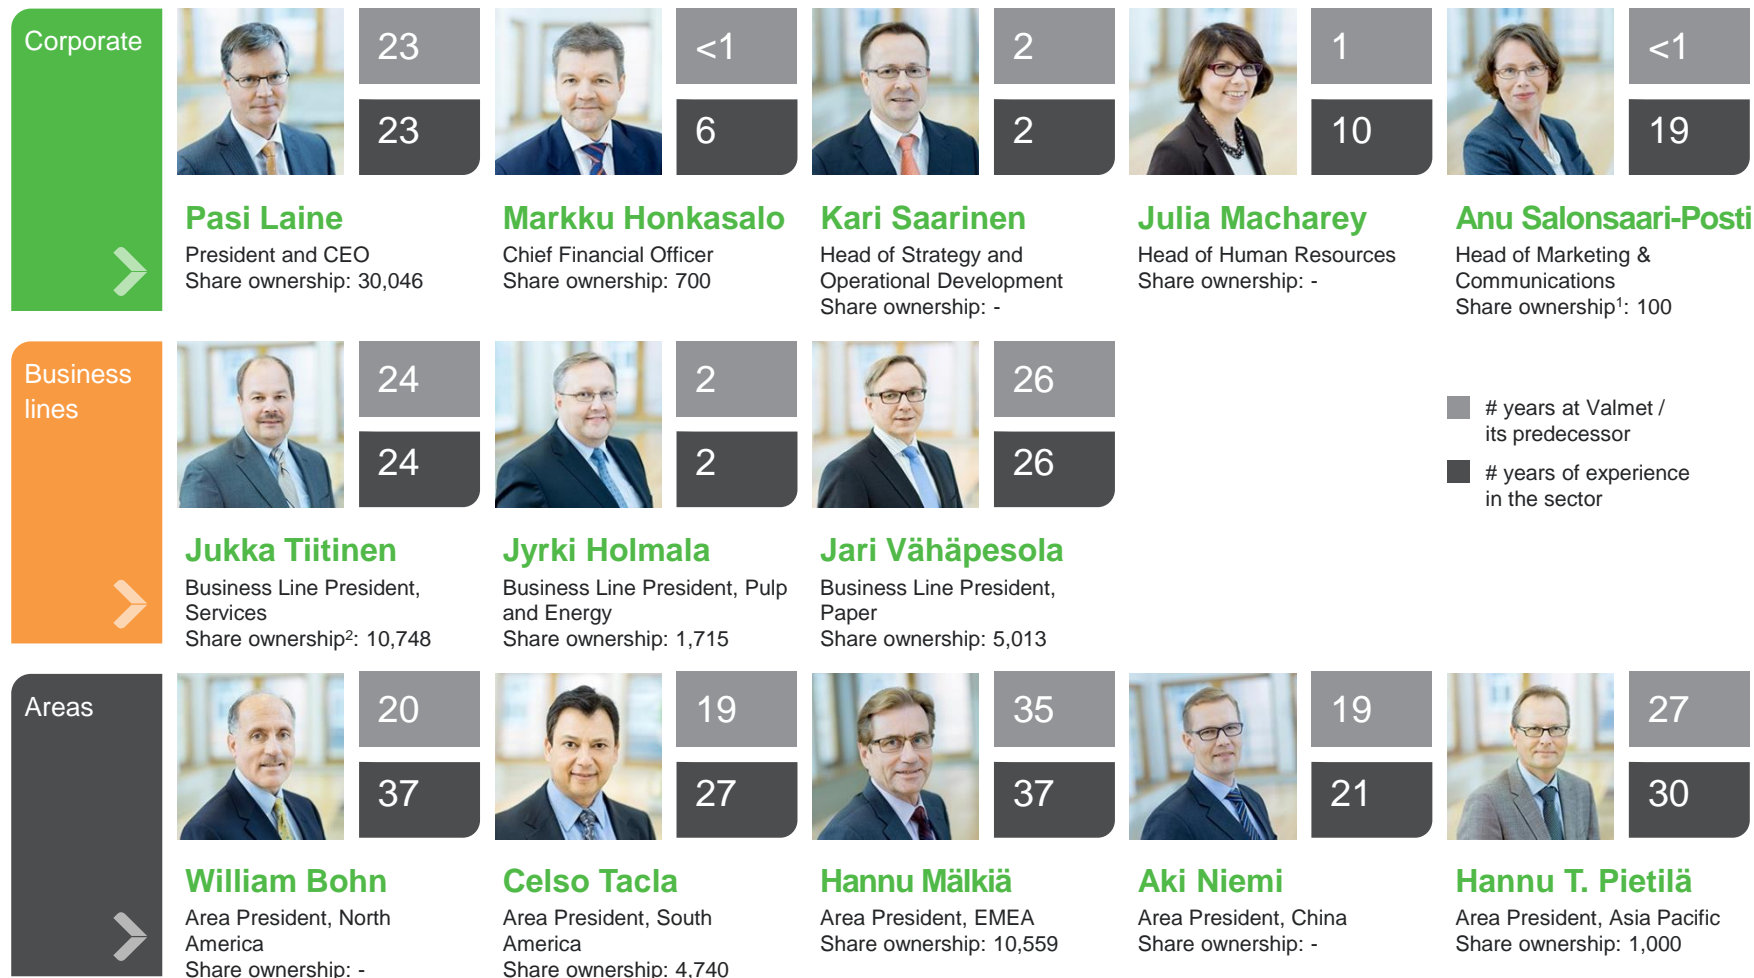 Corporate
23
23
<1
6
2
2
1
10
<1
19
Pasi Laine
President and CEO
Share ownership: 30,046
Markku Honkasalo
Chief Financial Officer
Share ownership: 700
Kari Saarinen
Head of Strategy and
Operational Development
Share ownership: -
Julia Macharey
Head of Human Resources
Share ownership: -
Anu Salonsaari-Posti
Head of Marketing &
Communications
Share ownership¹: 100
Business
lines
24
24
2
2
26
26
# years at Valmet /
its predecessor
# years of experience
in the sector
Jukka Tiitinen
Business Line President,
Services
Share ownership²: 10,748
Jyrki Holmala
Business Line President, Pulp
and Energy
Share ownership: 1,715
Jari Vähäpesola
Business Line President,
Paper
Share ownership: 5,013
Areas
20
37
19
27
35
37
19
21
27
30
William Bohn
Area President, North
America
Share ownership: -
Celso Tacla
Area President, South
America
Share ownership: 4,740
Hannu Mälkiä
Area President, EMEA
Share ownership: 10,559
Aki Niemi
Area President, China
Share ownership: -
Hannu T. Pietilä
Area President, Asia Pacific
Share ownership: 1,000